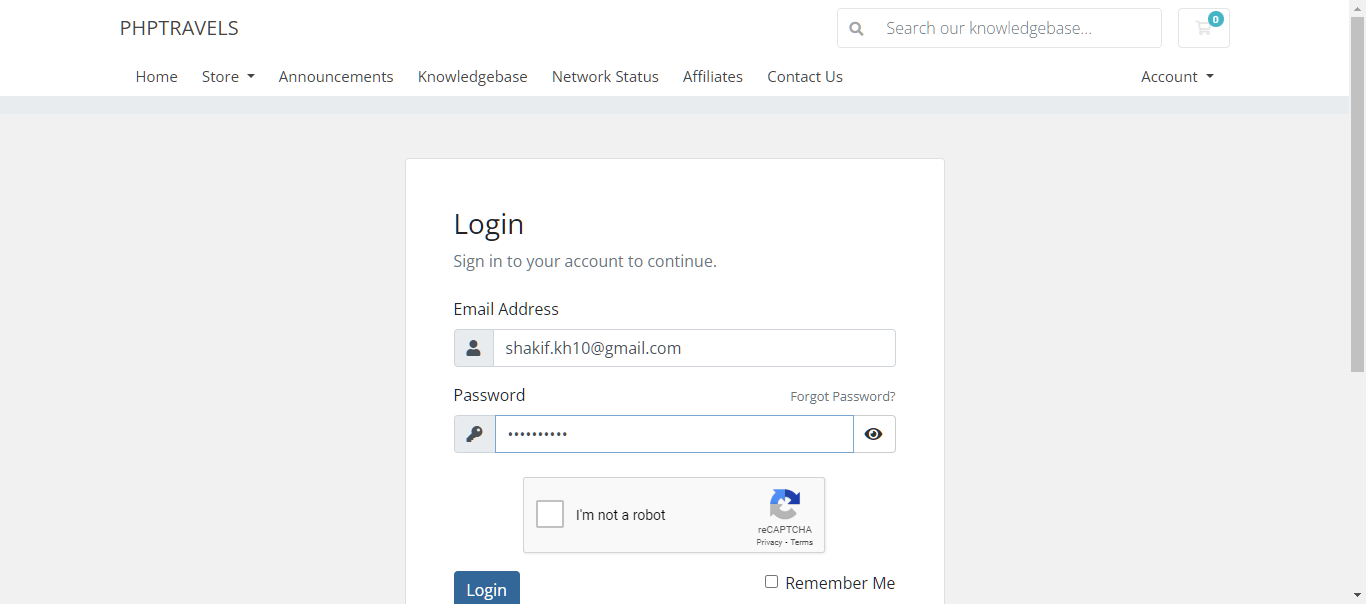 PHPTRAVELS
Search our knowledgebase...
0
Home Store Announcements Knowledgebase Network Status Affiliates Contact Us Account
Login
Sign in to your account to continue.
Email Address
shakif.kh10@gmail.com
Password Forgot Password?
••••••••••
I'm not a robot
reCAPTCHA
Privacy - Terms
Login Remember Me